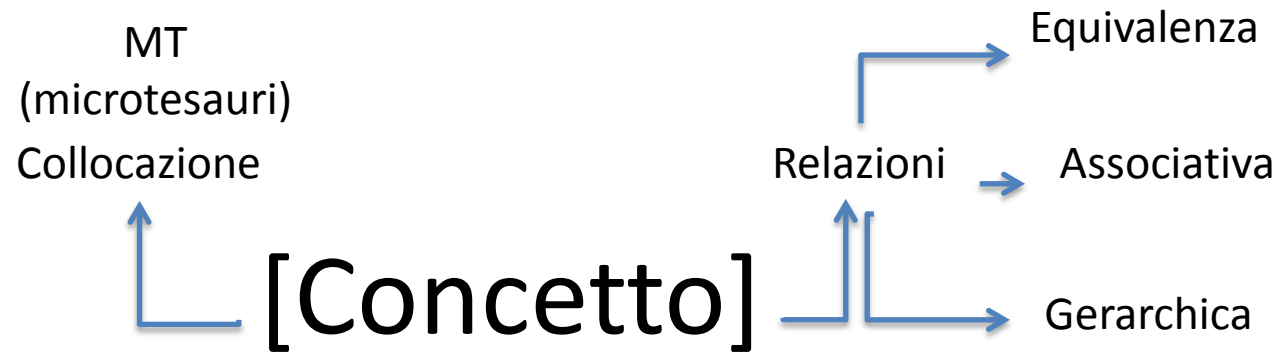 MT
(microtesauri)
Collocazione
[Concetto]
Relazioni
Equivalenza
Associativa
Gerarchica